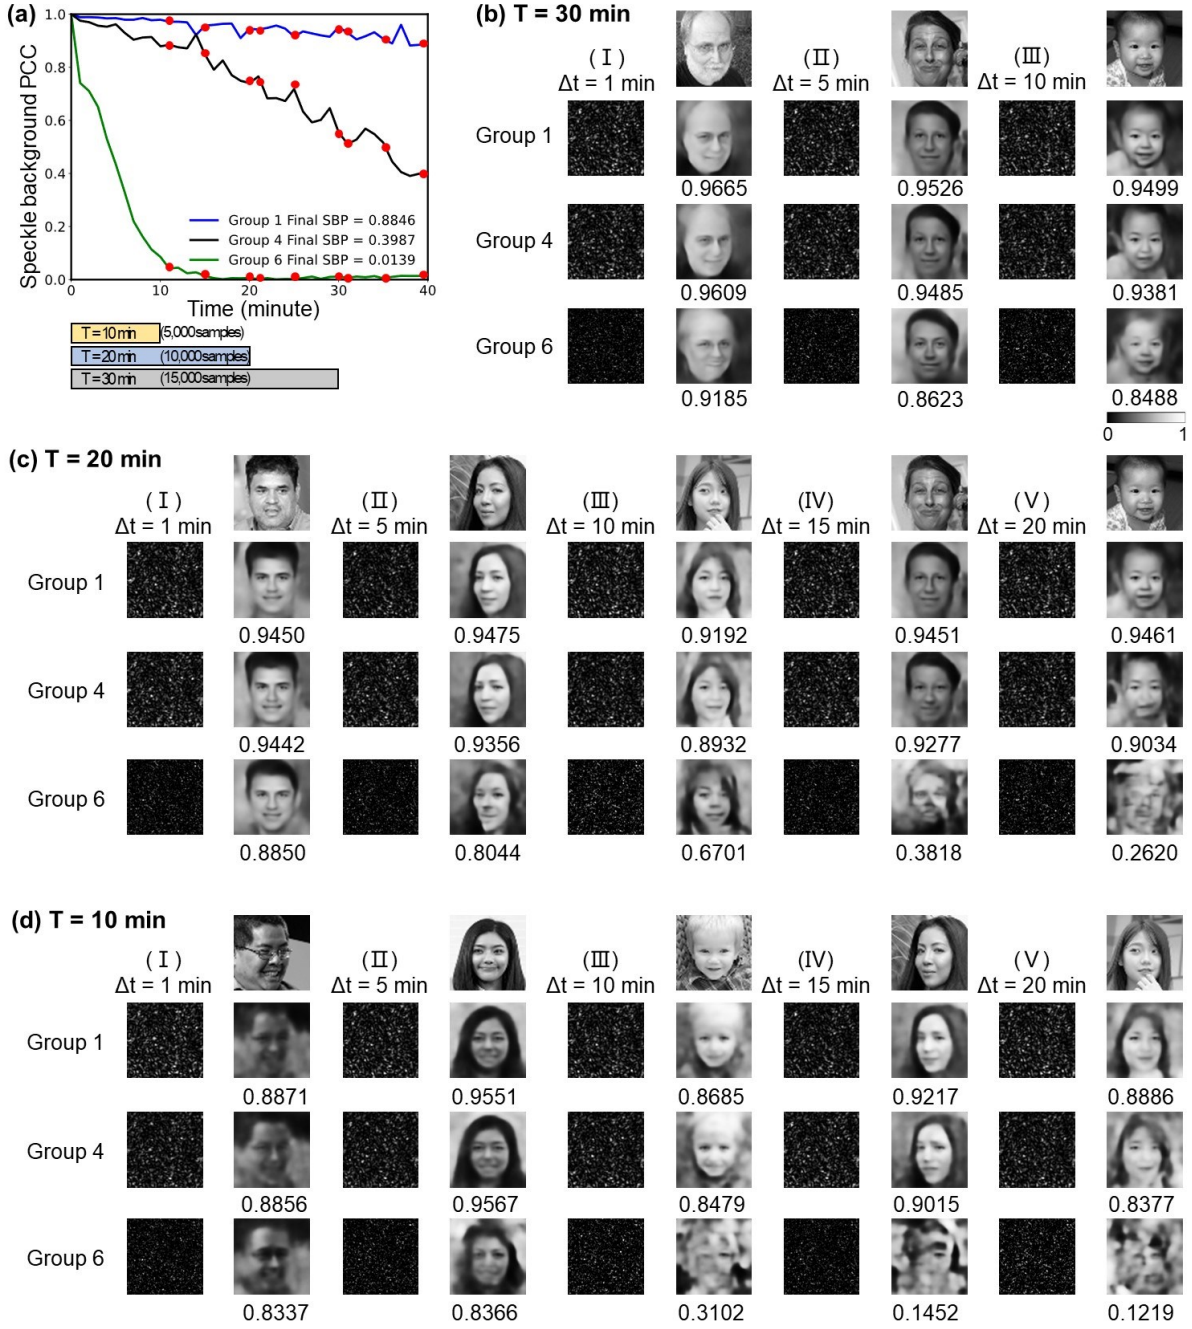 (a)
Speckle background PCC
1.0
0.8
0.6
0.4
0.2
0.0
Group 1 Final SBP = 0.8846
Group 4 Final SBP = 0.3987
Group 6 Final SBP = 0.0139
0 10 20 30 40
Time (minute)
T = 10 min (5,000 samples)
T = 20 min (10,000 samples)
T = 30 min (15,000 samples)
(b) T = 30 min
(Ⅰ) (Ⅱ) (Ⅲ)
Δt = 1 min Δt = 5 min Δt = 10 min
Group 1
0.9665 0.9526 0.9499
Group 4
0.9609 0.9485 0.9381
Group 6
0.9185 0.8623 0.8488
0 1
(c) T = 20 min
(Ⅰ) (Ⅱ) (Ⅲ) (Ⅳ) (Ⅴ)
Δt = 1 min Δt = 5 min Δt = 10 min Δt = 15 min Δt = 20 min
Group 1
0.9450 0.9475 0.9192 0.9451 0.9461
Group 4
0.9442 0.9356 0.8932 0.9277 0.9034
Group 6
0.8850 0.8044 0.6701 0.3818 0.2620
(d) T = 10 min
(Ⅰ) (Ⅱ) (Ⅲ) (Ⅳ) (Ⅴ)
Δt = 1 min Δt = 5 min Δt = 10 min Δt = 15 min Δt = 20 min
Group 1
0.8871 0.9551 0.8685 0.9217 0.8886
Group 4
0.8856 0.9567 0.8479 0.9015 0.8377
Group 6
0.8337 0.8366 0.3102 0.1452 0.1219